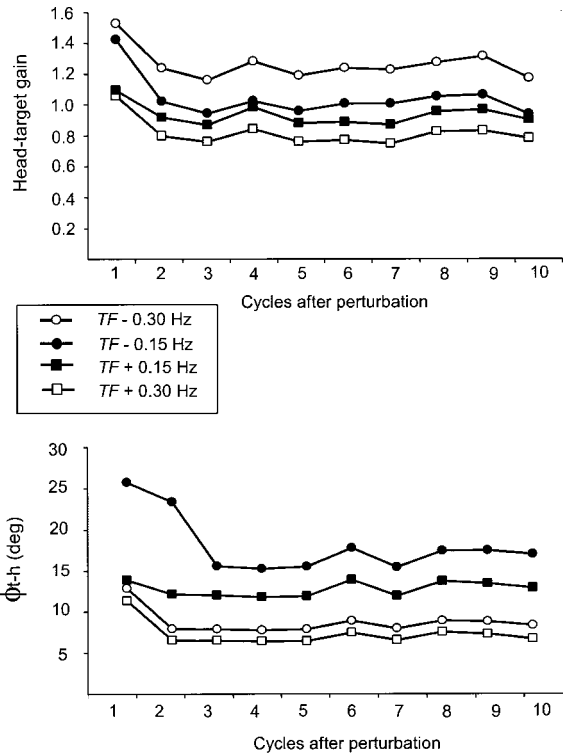 1.6
1.4
1.2
1.0
0.8
0.6
0.4
0.2
Head-target gain
1 2 3 4 5 6 7 8 9 10
Cycles after perturbation
TF - 0.30 Hz
TF - 0.15 Hz
TF + 0.15 Hz
TF + 0.30 Hz
30
25
20
15
10
5
ϕt-h (deg)
1 2 3 4 5 6 7 8 9 10
Cycles after perturbation